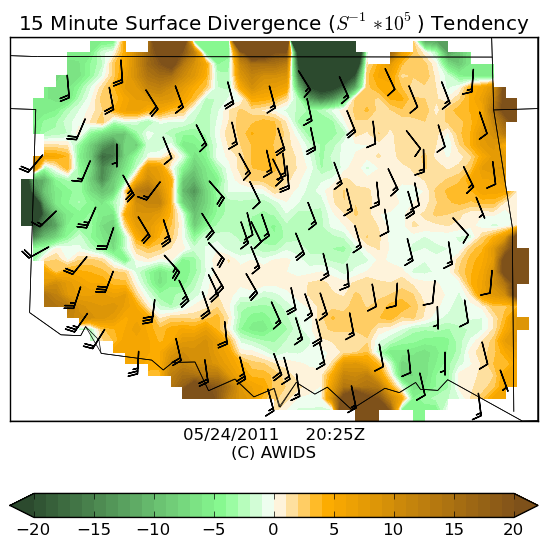 15 Minute Surface Divergence (S⁻¹ * 10⁵ ) Tendency
05/24/2011 20:25Z
(C) AWIDS
−20 −15 −10 −5 0 5 10 15 20